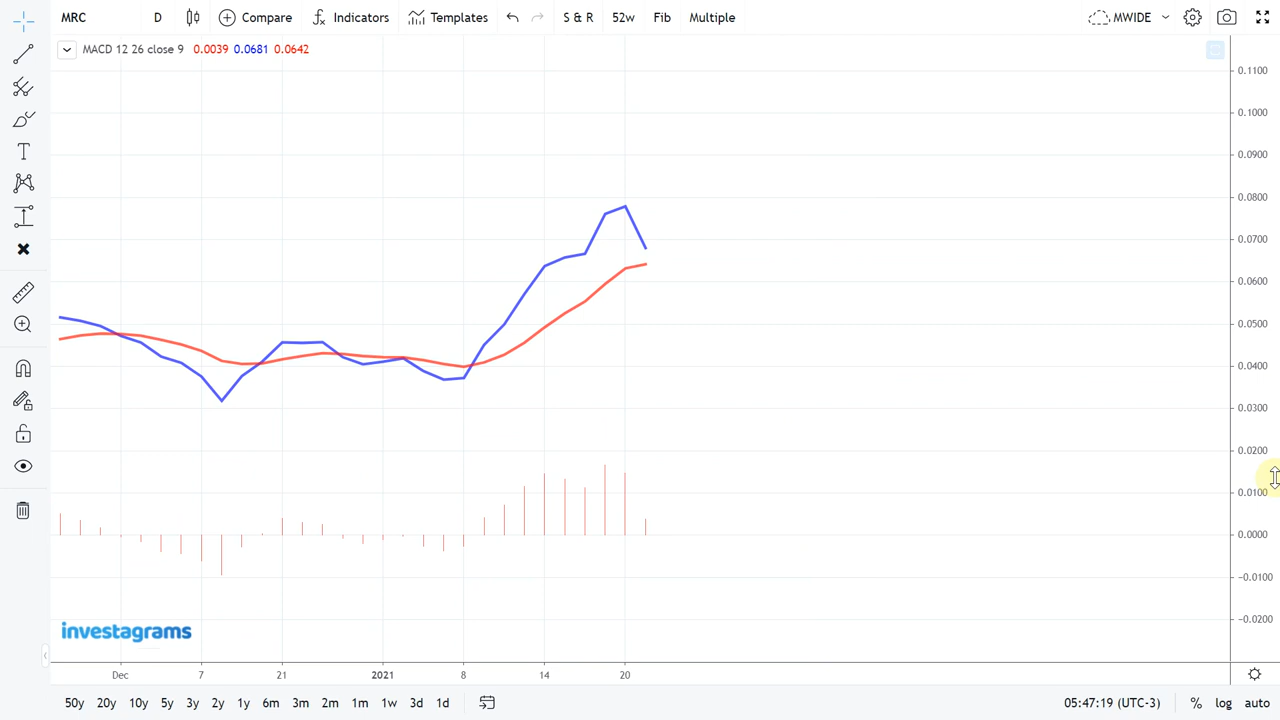 MRC D Compare Indicators Templates S & R 52w Fib Multiple MWIDE
MACD 12 26 close 9 0.0039 0.0681 0.0642
0.1100
0.1000
0.0900
0.0800
0.0700
0.0600
0.0500
0.0400
0.0300
0.0200
0.0100
0.0000
−0.0100
−0.0200
investagrams
Dec 7 21 2021 8 14 20
50y 20y 10y 5y 3y 2y 1y 6m 3m 2m 1m 1w 3d 1d 05:47:19 (UTC-3) % log auto